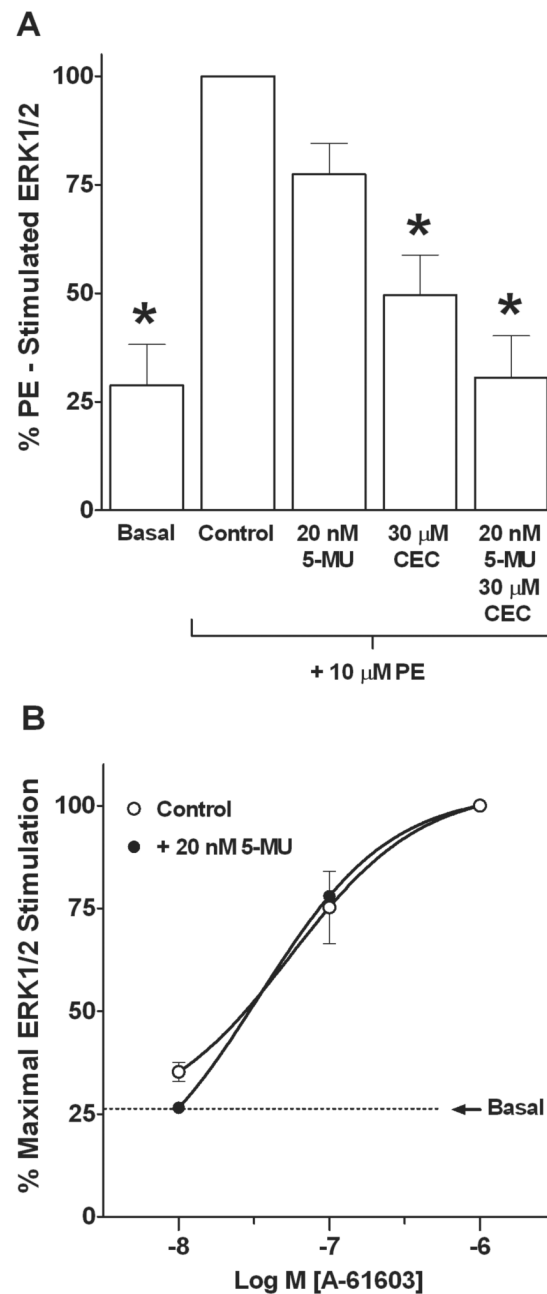 A
% PE - Stimulated ERK1/2
100
75
50
25
0
*
*
*
Basal
Control
20 nM
5-MU
30 μM
CEC
20 nM
5-MU
30 μM
CEC
+ 10 μM PE
B
% Maximal ERK1/2 Stimulation
100
75
50
25
0
Control
+ 20 nM 5-MU
Basal
-8
-7
-6
Log M [A-61603]